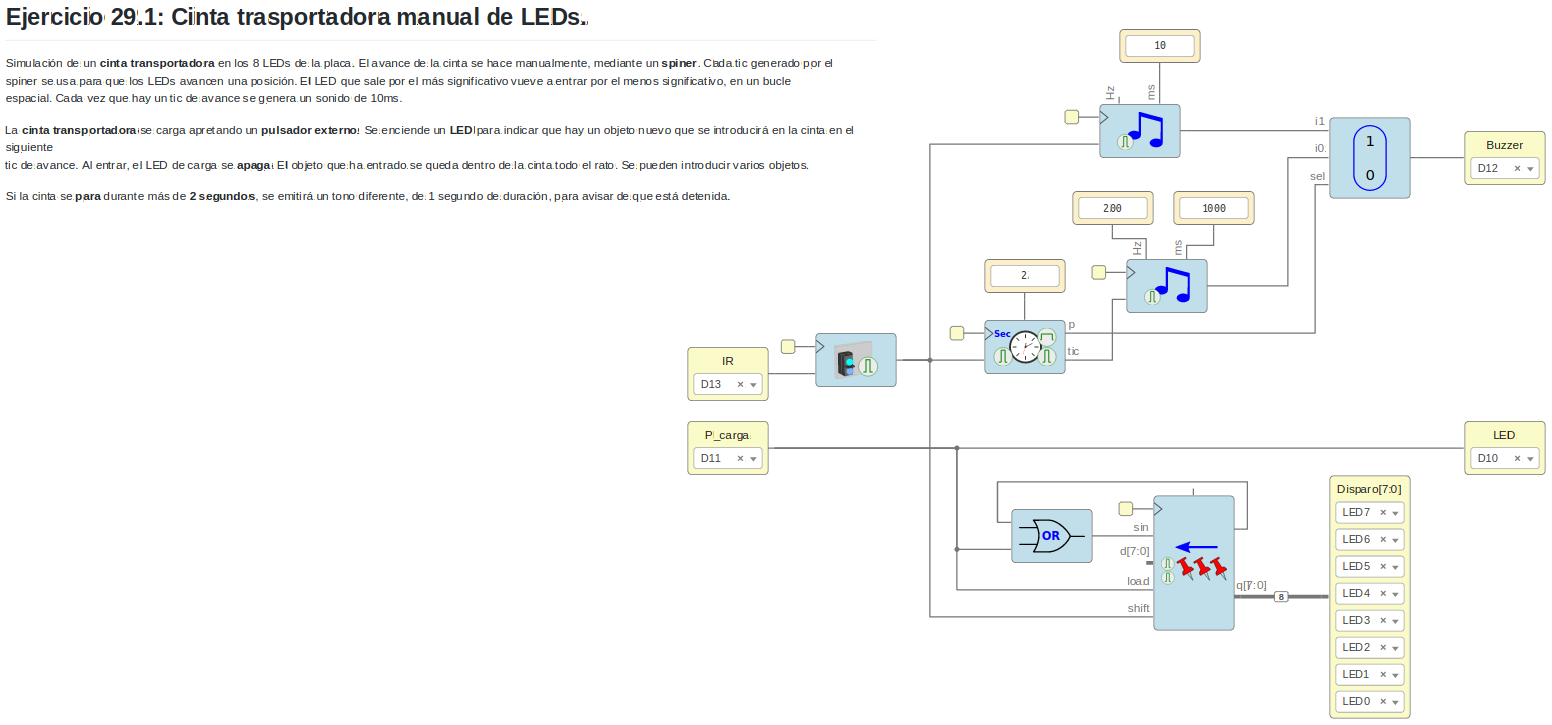 Ejercicio 29.1: Cinta trasportadora manual de LEDs..
Simulación de un cinta transportadora en los 8 LEDs de la placa. El avance de la cinta se hace manualmente, mediante un spiner. Cada tic generado por el
spiner se usa para que los LEDs avancen una posición. El LED que sale por el más significativo vueve a entrar por el menos significativo, en un bucle
espacial. Cada vez que hay un tic de avance se genera un sonido de 10ms.
La cinta transportadora se carga apretando un pulsador externo. Se enciende un LED para indicar que hay un objeto nuevo que se introducirá en la cinta en el
siguiente
tic de avance. Al entrar, el LED de carga se apaga. El objeto que ha entrado se queda dentro de la cinta todo el rato. Se pueden introducir varios objetos.
Si la cinta se para durante más de 2 segundos, se emitirá un tono diferente, de 1 segundo de duración, para avisar de que está detenida.
10
Hz
ms
i1
i0
sel
1
0
Buzzer
D12
200
1000
Hz
ms
2
Sec
p
tic
IR
D13
P_carga
D11
LED
D10
OR
sin
d[7:0]
load
shift
q[7:0]
8
Disparo[7:0]
LED7
LED6
LED5
LED4
LED3
LED2
LED1
LED0